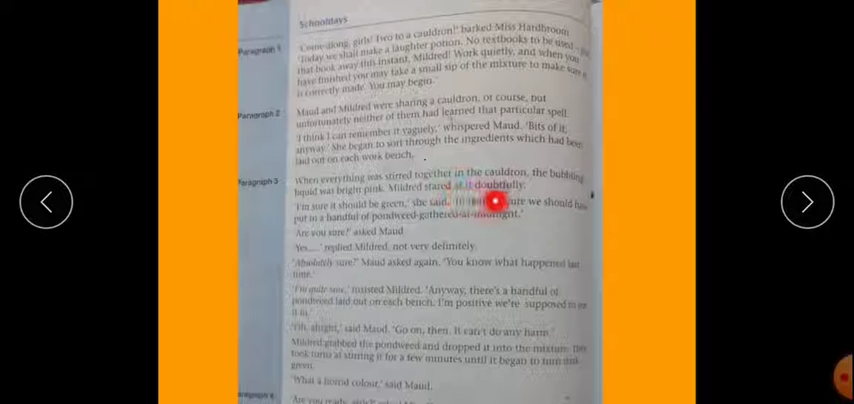 Schooldays
Paragraph 1
'Come along, girls! Two to a cauldron!' barked Miss Hardbroom
'Today we shall make a laughter potion. No textbooks to be used –
that book away this instant, Mildred! Work quietly, and when you
have finished you may take a small sip of the mixture to make sure
is correctly made. You may begin.'
Paragraph 2
Maud and Mildred were sharing a cauldron, of course, but
unfortunately neither of them had learned that particular spell.
'I think I can remember it vaguely,' whispered Maud. 'Bits of it,
anyway.' She began to sort through the ingredients which had been
laid out on each work bench.
Paragraph 3
When everything was stirred together in the cauldron, the bubbling
liquid was bright pink. Mildred stared at it doubtfully.
'I'm sure it should be green,' she said. sure we should have
put in a handful of pondweed-gathered-at-midnight.'
Are you sure?' asked Maud
Yes.....' replied Mildred, not very definitely.
'Absolutely sure?' Maud asked again. 'You know what happened last
time.'
'I'm quite sure,' insisted Mildred. 'Anyway, there's a handful of
pondweed laid out on each bench. I'm positive we're supposed to put
it in.'
alright,' said Maud. 'Go on, then. It can't do any harm.'
Mildred grabbed the pondweed and dropped it into the mixture. They
took turns at stirring it for a few minutes until it began to turn dark
green.
'What a horrid colour,' said Maud.
'Are you ready,